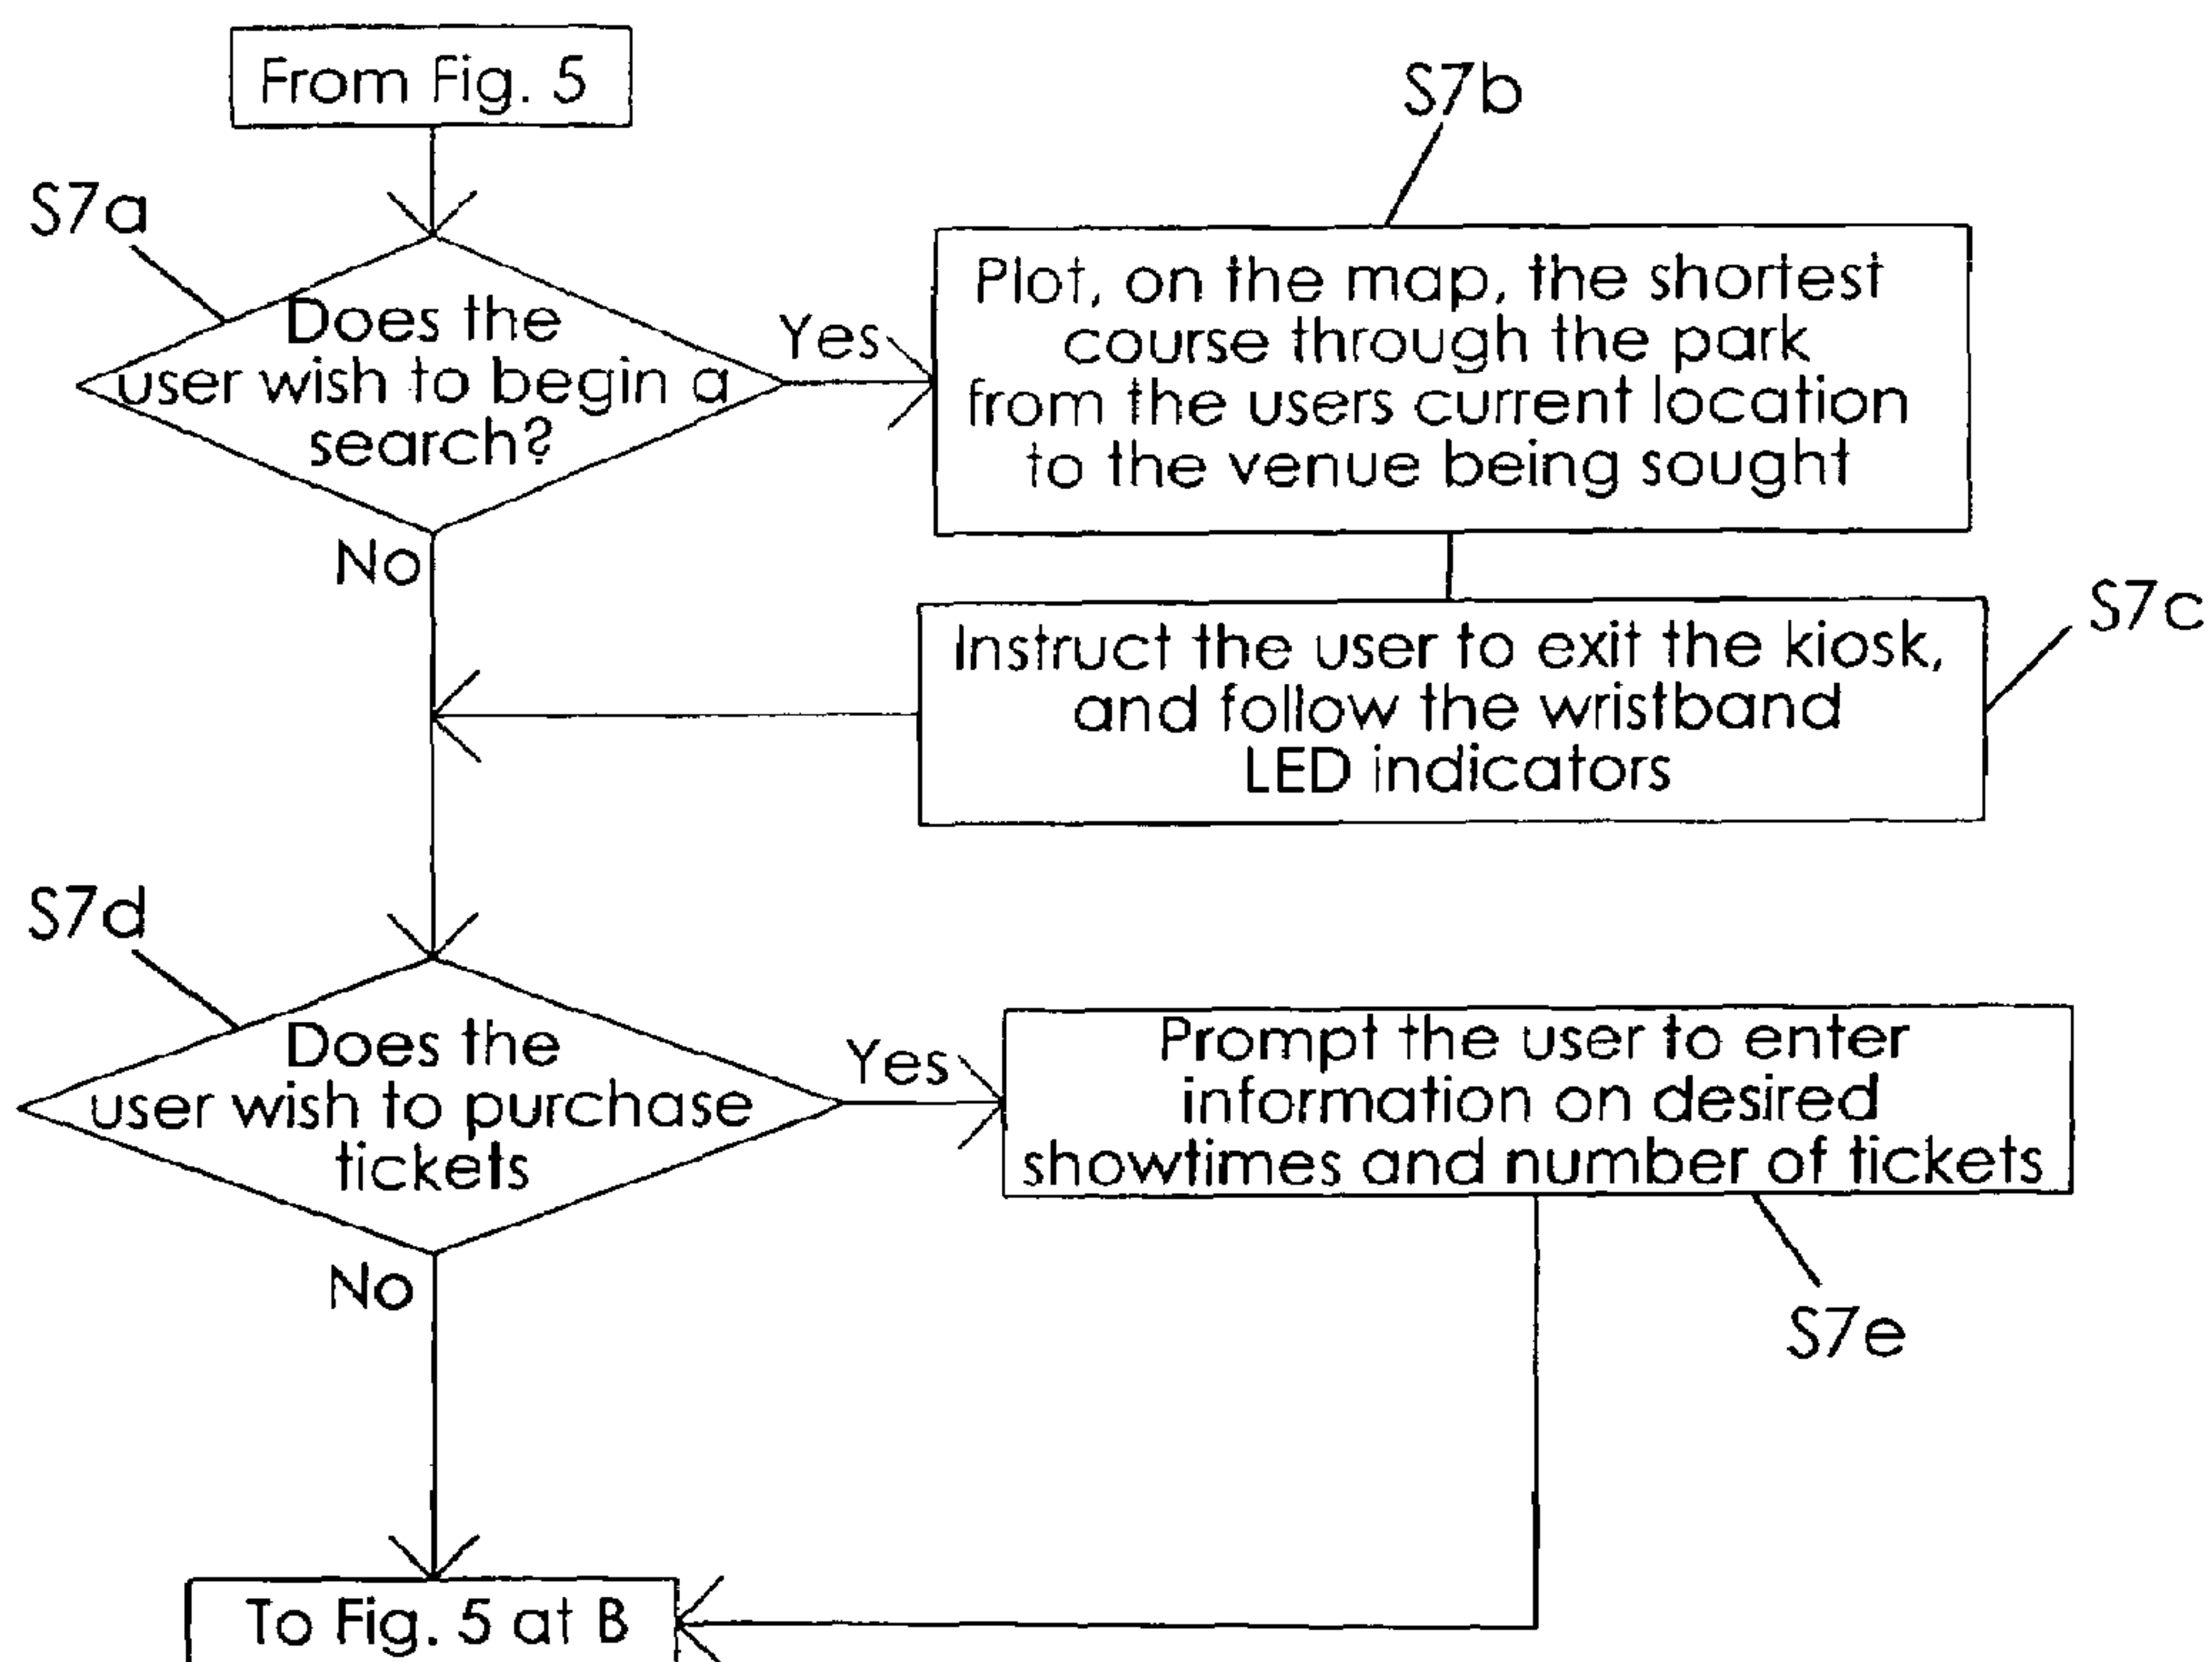 From Fig. 5
S7a
Does the
user wish to begin a
search?
Yes
No
S7b
Plot, on the map, the shortest
course through the park
from the users current location
to the venue being sought
S7c
Instruct the user to exit the kiosk,
and follow the wristband
LED indicators
S7d
Does the
user wish to purchase
tickets
Yes
No
Prompt the user to enter
information on desired
showtimes and number of tickets
S7e
To Fig. 5 at B